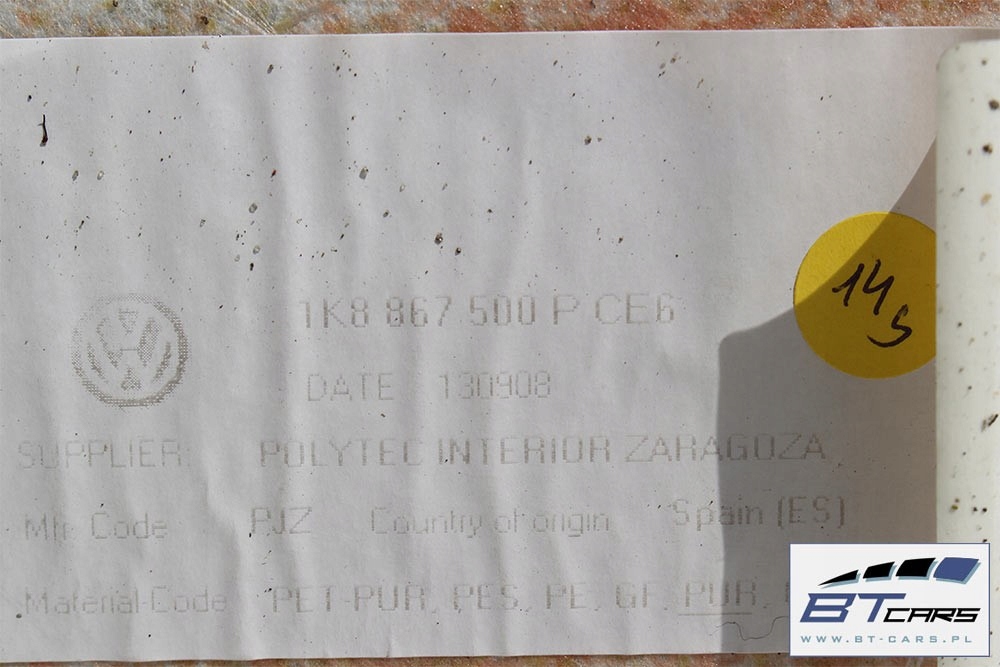 1K8 867 500 P CE6
DATE 130908
SUPPLIER: POLYTEC INTERIOR ZARAGOZA
Mfr. Code PJZ Country of origin Spain (ES)
Material-Code PET-PUR, PES, PE, GF, PUR,
14
BT CARS
WWW.BT-CARS.PL